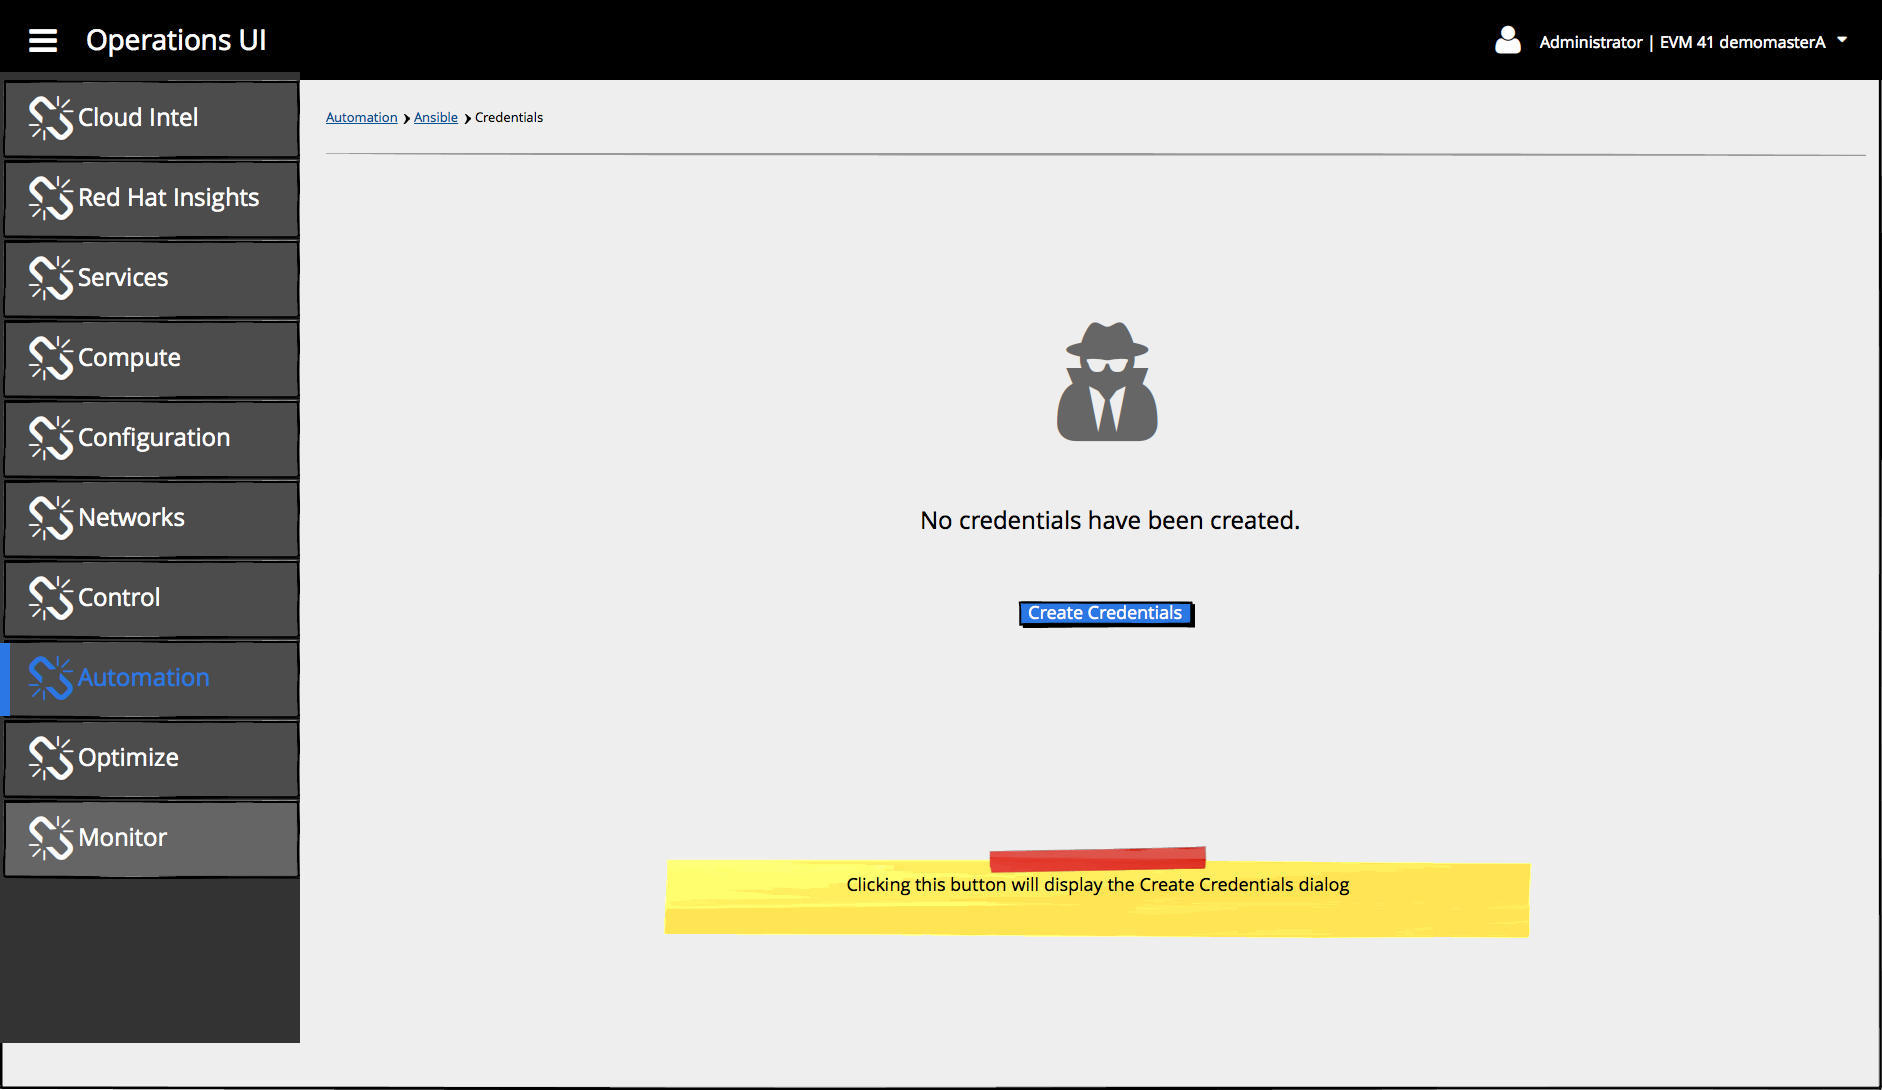 Operations UI
Administrator | EVM 41 demomasterA
Cloud Intel
Red Hat Insights
Services
Compute
Configuration
Networks
Control
Automation
Optimize
Monitor
Automation Ansible Credentials
No credentials have been created.
Create Credentials
Clicking this button will display the Create Credentials dialog